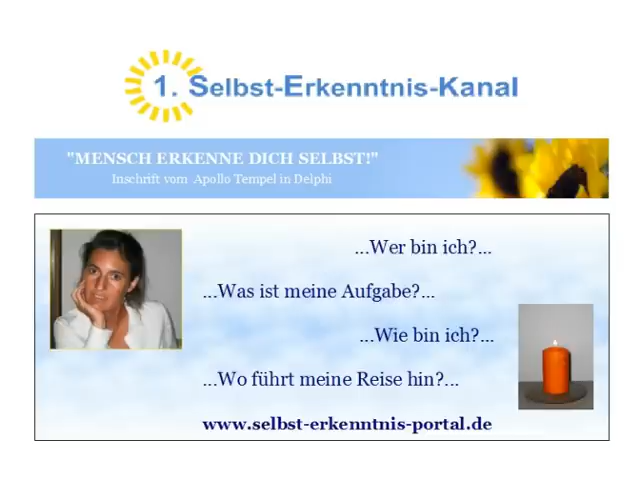 1. Selbst-Erkenntnis-Kanal
"MENSCH ERKENNE DICH SELBST!"
Inschrift vom Apollo Tempel in Delphi
...Wer bin ich?...
...Was ist meine Aufgabe?...
...Wie bin ich?...
...Wo führt meine Reise hin?...
www.selbst-erkenntnis-portal.de